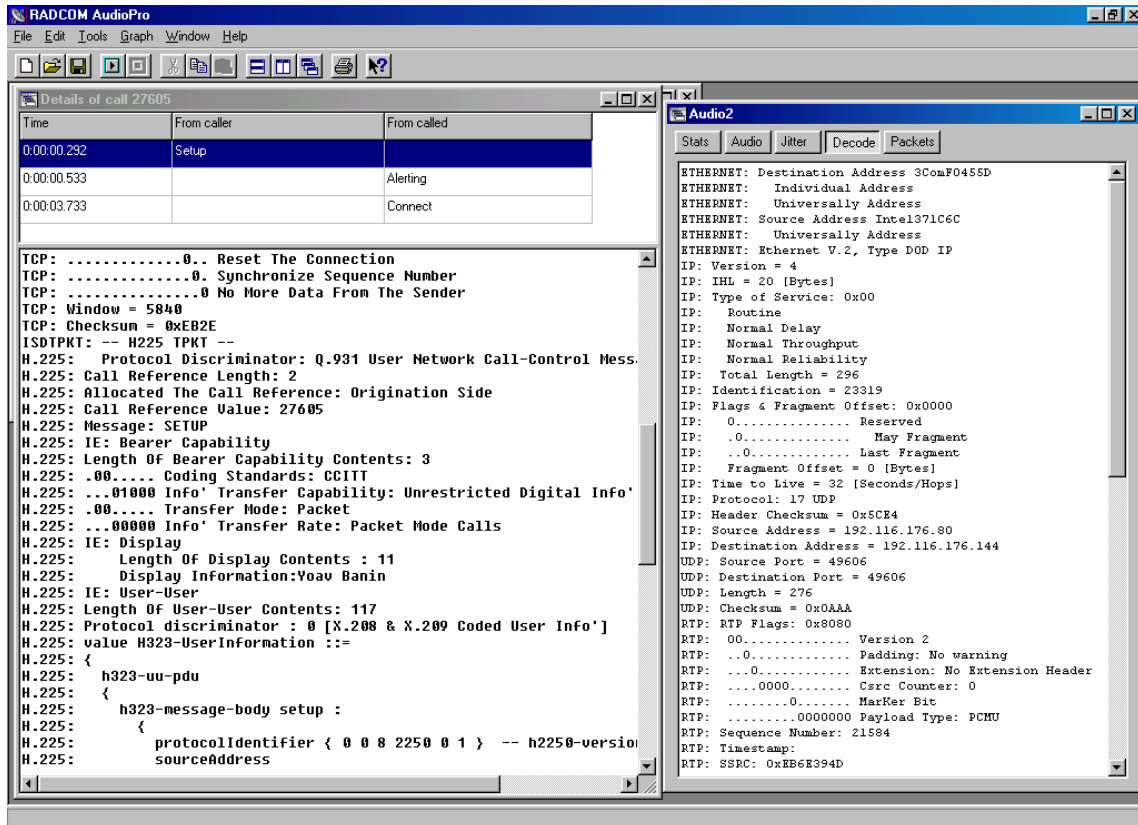 RADCOM AudioPro
File Edit Tools Graph Window Help
Details of call 27605
Time From caller From called
0:00:00.292 Setup
0:00:00.533 Alerting
0:00:03.733 Connect
TCP: .............0.. Reset The Connection
TCP: ..............0. Synchronize Sequence Number
TCP: ...............0 No More Data From The Sender
TCP: Window = 5840
TCP: Checksum = 0xEB2E
ISDTPKT: -- H225 TPKT --
H.225: Protocol Discriminator: Q.931 User Network Call-Control Mess.
H.225: Call Reference Length: 2
H.225: Allocated The Call Reference: Origination Side
H.225: Call Reference Value: 27605
H.225: Message: SETUP
H.225: IE: Bearer Capability
H.225: Length Of Bearer Capability Contents: 3
H.225: .00..... Coding Standards: CCITT
H.225: ...01000 Info' Transfer Capability: Unrestricted Digital Info'
H.225: .00..... Transfer Mode: Packet
H.225: ...00000 Info' Transfer Rate: Packet Mode Calls
H.225: IE: Display
H.225: Length Of Display Contents : 11
H.225: Display Information:Yoav Banin
H.225: IE: User-User
H.225: Length Of User-User Contents: 117
H.225: Protocol discriminator : 0 [X.208 & X.209 Coded User Info']
H.225: value H323-UserInformation ::=
H.225: {
H.225: h323-uu-pdu
H.225: {
H.225: h323-message-body setup :
H.225: {
H.225: protocolIdentifier { 0 0 8 2250 0 1 } -- h2250-version
H.225: sourceAddress
Audio2
Stats Audio Jitter Decode Packets
ETHERNET: Destination Address 3ComF0455D
ETHERNET: Individual Address
ETHERNET: Universally Address
ETHERNET: Source Address Intel371C6C
ETHERNET: Universally Address
ETHERNET: Ethernet V.2, Type DOD IP
IP: Version = 4
IP: IHL = 20 [Bytes]
IP: Type of Service: 0x00
IP: Routine
IP: Normal Delay
IP: Normal Throughput
IP: Normal Reliability
IP: Total Length = 296
IP: Identification = 23319
IP: Flags & Fragment Offset: 0x0000
IP: 0............... Reserved
IP: .0.............. May Fragment
IP: ..0............. Last Fragment
IP: Fragment Offset = 0 [Bytes]
IP: Time to Live = 32 [Seconds/Hops]
IP: Protocol: 17 UDP
IP: Header Checksum = 0x5CE4
IP: Source Address = 192.116.176.80
IP: Destination Address = 192.116.176.144
UDP: Source Port = 49606
UDP: Destination Port = 49606
UDP: Length = 276
UDP: Checksum = 0x0AAA
RTP: RTP Flags: 0x8080
RTP: 00.............. Version 2
RTP: ..0............. Padding: No warning
RTP: ...0............ Extension: No Extension Header
RTP: ....0000........ Csrc Counter: 0
RTP: ........0....... MarKer Bit
RTP: .........0000000 Payload Type: PCMU
RTP: Sequence Number: 21584
RTP: Timestamp:
RTP: SSRC: 0xEB6E394D